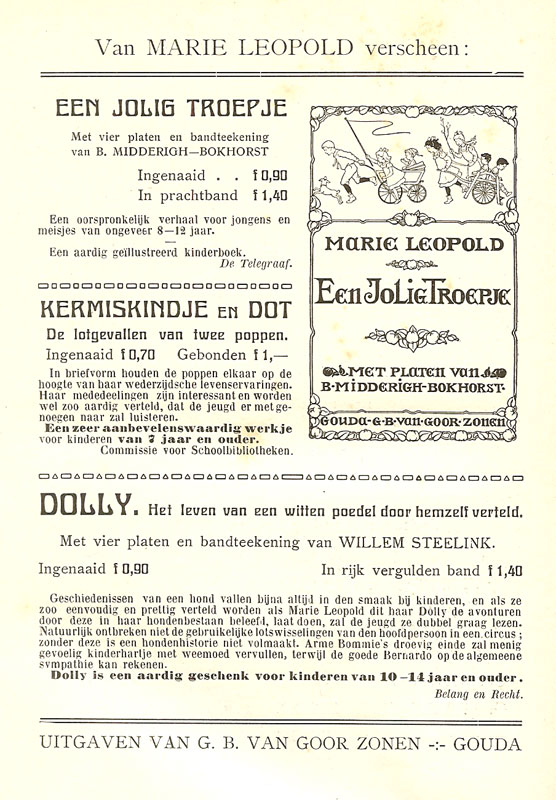 Van MARIE LEOPOLD verscheen:
EEN JOLIG TROEPJE
Met vier platen en bandteekening
van B. MIDDERIGH—BOKHORST
Ingenaaid . . f 0,90
In prachtband f 1,40
Een oorspronkelijk verhaal voor jongens en
meisjes van ongeveer 8—12 jaar.
Een aardig geïllustreerd kinderboek.
De Telegraaf.
MARIE LEOPOLD
Een Jolig Troepje
MET PLATEN VAN
B·MIDDERIGH·BOKHORST·
GOUDA·G·B·VAN·GOOR·ZONEN
KERMISKINDJE EN DOT
De lotgevallen van twee poppen.
Ingenaaid f 0,70 Gebonden f 1,—
In briefvorm houden de poppen elkaar op de
hoogte van haar wederzijdsche levenservaringen.
Haar mededeelingen zijn interessant en worden
wel zoo aardig verteld, dat de jeugd er met ge-
noegen naar zal luisteren.
Een zeer aanbevelenswaardig werkje
voor kinderen van 7 jaar en ouder.
Commissie voor Schoolbibliotheken.
DOLLY. Het leven van een witten poedel door hemzelf verteld.
Met vier platen en bandteekening van WILLEM STEELINK.
Ingenaaid f 0,90 In rijk vergulden band f 1,40
Geschiedenissen van een hond vallen bijna altijd in den smaak bij kinderen, en als ze
zoo eenvoudig en prettig verteld worden als Marie Leopold dit haar Dolly de avonturen
door deze in haar hondenbestaan beleefd, laat doen, zal de jeugd ze dubbel graag lezen.
Natuurlijk ontbreken niet de gebruikelijke lotswisselingen van den hoofdpersoon in een circus;
zonder deze is een hondenhistorie niet volmaakt. Arme Bommie's droevig einde zal menig
gevoelig kinderhartje met weemoed vervullen, terwijl de goede Bernardo op de algemeene
sympathie kan rekenen.
Dolly is een aardig geschenk voor kinderen van 10—14 jaar en ouder.
Belang en Recht.
UITGAVEN VAN G. B. VAN GOOR ZONEN -:- GOUDA